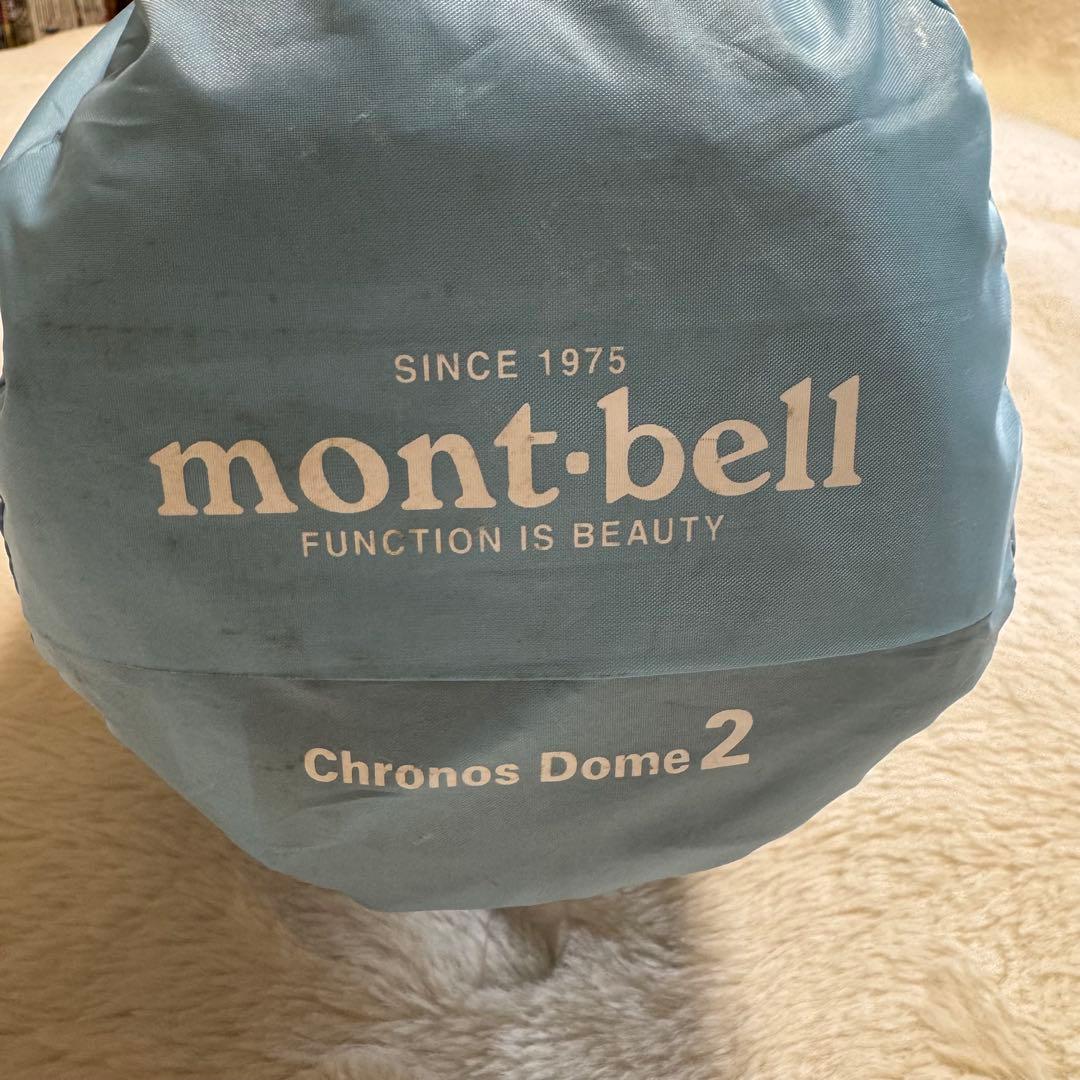 SINCE 1975
mont·bell
FUNCTION IS BEAUTY
Chronos Dome 2